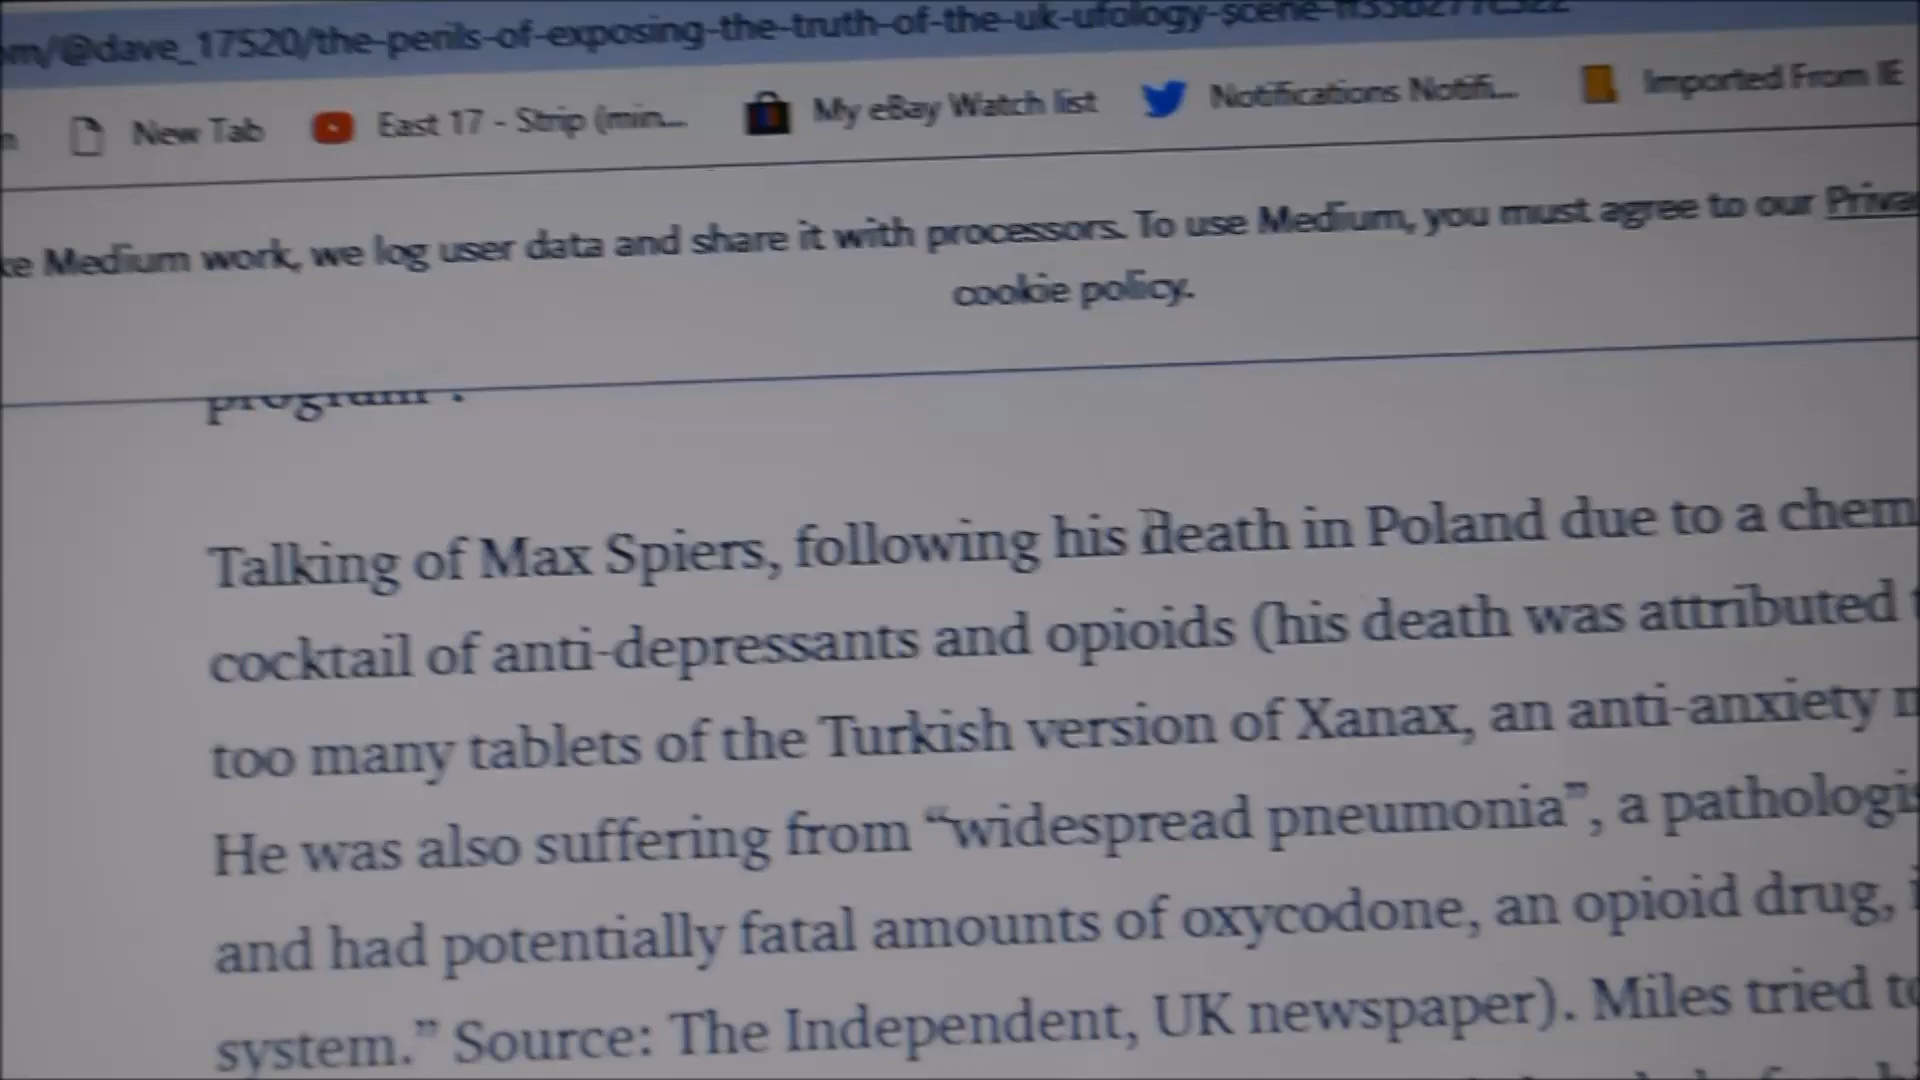 m/@dave_17520/the-perils-of-exposing-the-truth-of-the-uk-ufology-scene-
New Tab East 17 - Strip (min... My eBay Watch list Notifications Notifi... Imported From IE
Medium work, we log user data and share it with processors. To use Medium, you must agree to our
cookie policy.
program".
Talking of Max Spiers, following his death in Poland due to a chem
cocktail of anti-depressants and opioids (his death was attributed
too many tablets of the Turkish version of Xanax, an anti-anxiety
He was also suffering from “widespread pneumonia”, a pathologis
and had potentially fatal amounts of oxycodone, an opioid drug,
system.” Source: The Independent, UK newspaper). Miles tried to